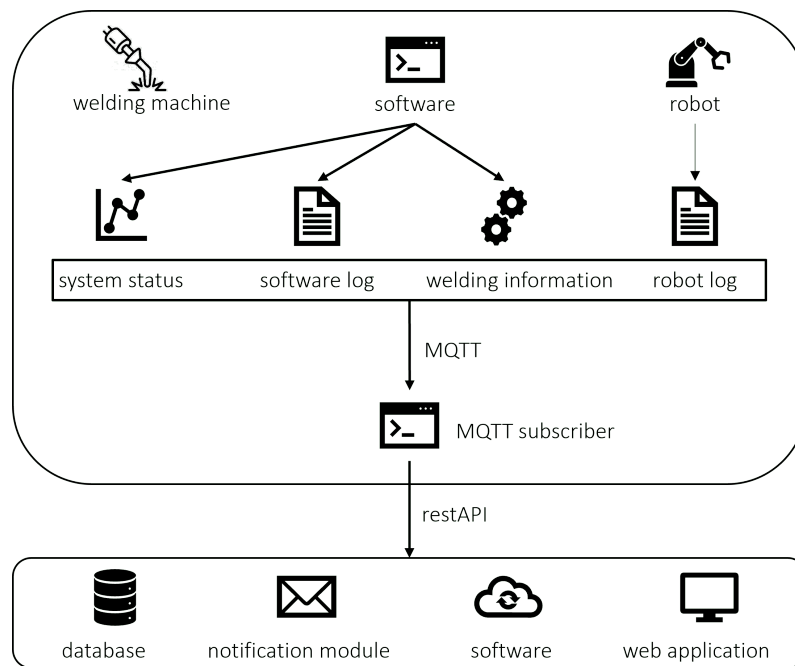 welding machine
software
robot
system status
software log
welding information
robot log
MQTT
MQTT subscriber
restAPI
database
notification module
software
web application